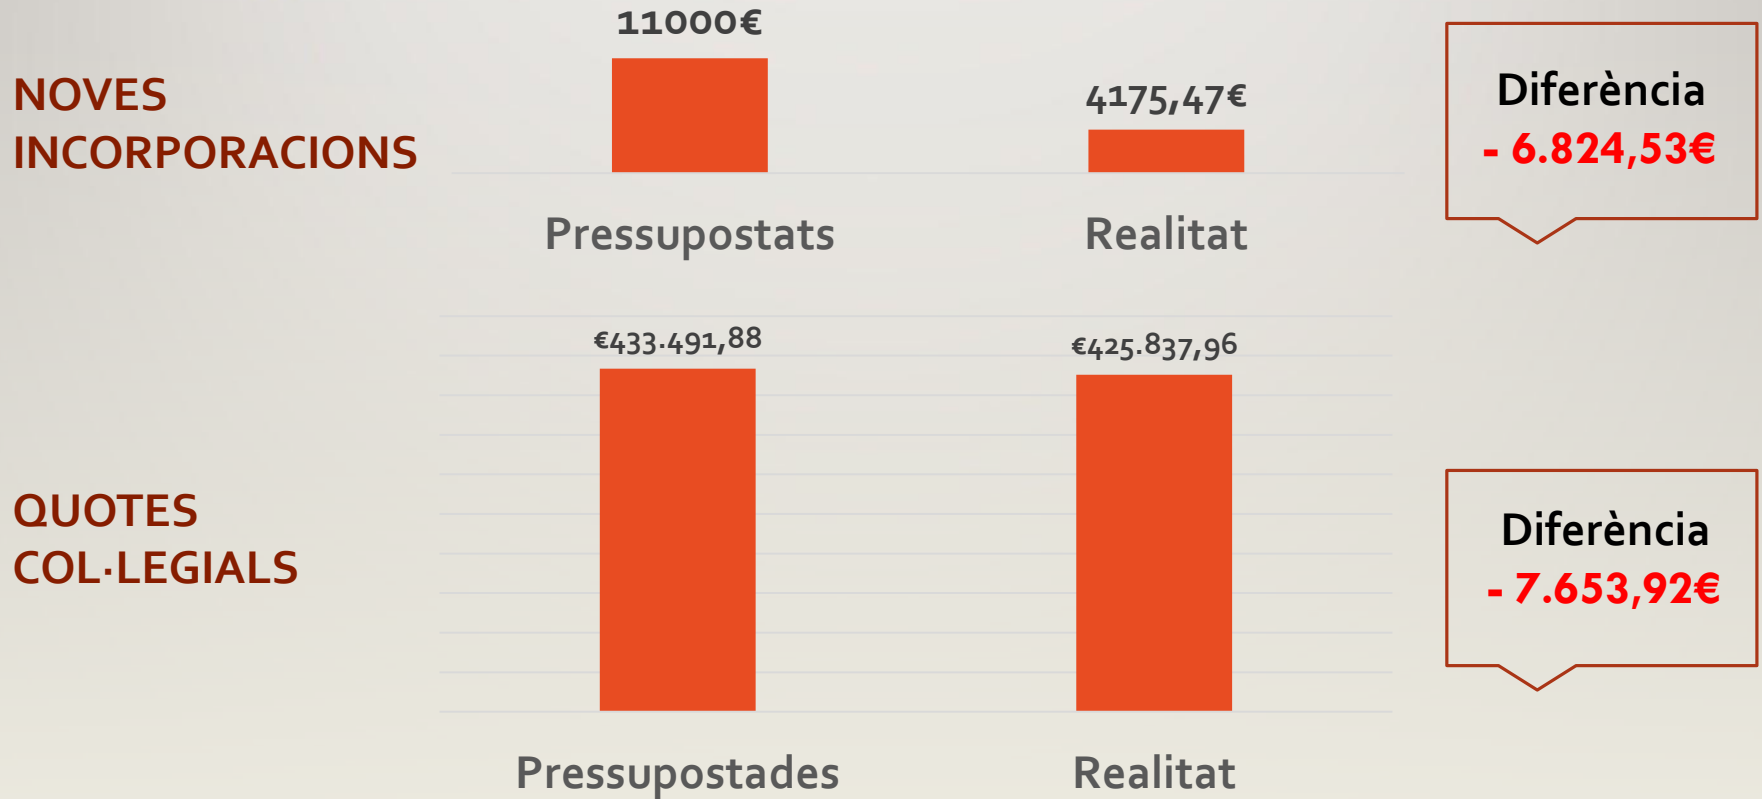 NOVES
INCORPORACIONS
11000€
4175,47€
Pressupostats
Realitat
Diferència
- 6.824,53€
QUOTES
COL·LEGIALS
€433.491,88
€425.837,96
Pressupostades
Realitat
Diferència
- 7.653,92€